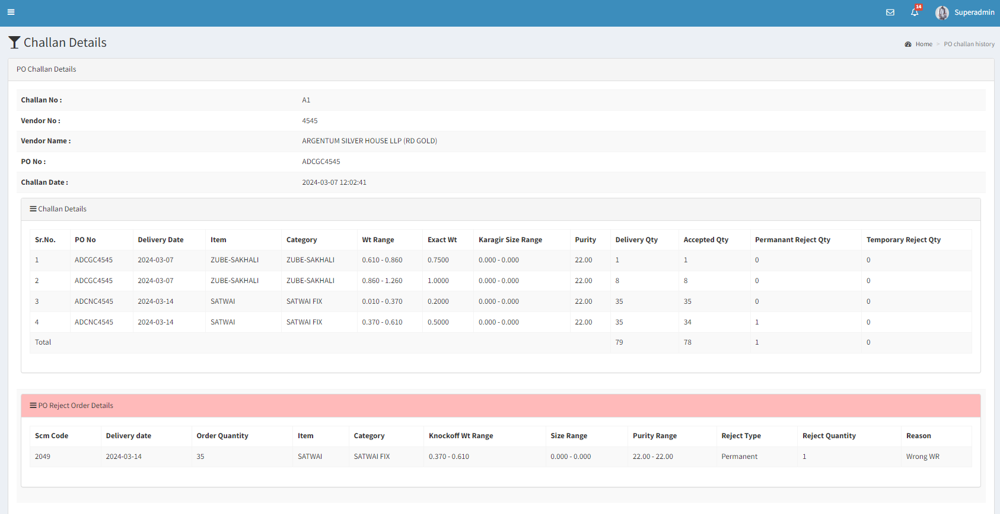 14
Superadmin
Challan Details
Home > PO challan history
PO Challan Details
Challan No : A1
Vendor No : 4545
Vendor Name : ARGENTUM SILVER HOUSE LLP (RD GOLD)
PO No : ADCGC4545
Challan Date : 2024-03-07 12:02:41
Challan Details
Sr.No. PO No Delivery Date Item Category Wt Range Exact Wt Karagir Size Range Purity Delivery Qty Accepted Qty Permanant Reject Qty Temporary Reject Qty
1 ADCGC4545 2024-03-07 ZUBE-SAKHALI ZUBE-SAKHALI 0.610 - 0.860 0.7500 0.000 - 0.000 22.00 1 1 0 0
2 ADCGC4545 2024-03-07 ZUBE-SAKHALI ZUBE-SAKHALI 0.860 - 1.260 1.0000 0.000 - 0.000 22.00 8 8 0 0
3 ADCNC4545 2024-03-14 SATWAI SATWAI FIX 0.010 - 0.370 0.2000 0.000 - 0.000 22.00 35 35 0 0
4 ADCNC4545 2024-03-14 SATWAI SATWAI FIX 0.370 - 0.610 0.5000 0.000 - 0.000 22.00 35 34 1 0
Total 79 78 1 0
PO Reject Order Details
Scm Code Delivery date Order Quantity Item Category Knockoff Wt Range Size Range Purity Range Reject Type Reject Quantity Reason
2049 2024-03-14 35 SATWAI SATWAI FIX 0.370 - 0.610 0.000 - 0.000 22.00 - 22.00 Permanent 1 Wrong WR